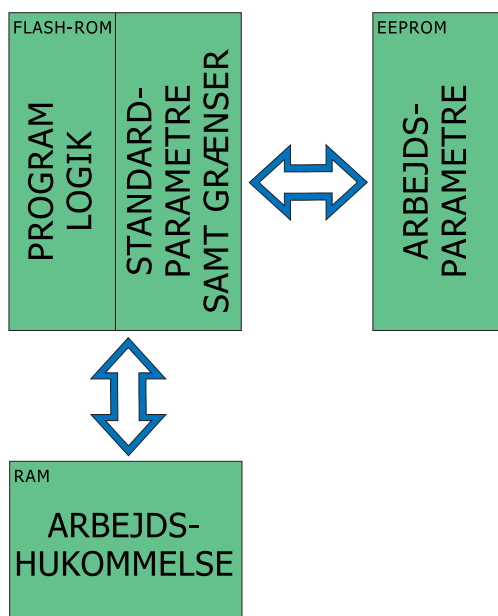 FLASH-ROM
PROGRAM
LOGIK
STANDARD-
PARAMETRE
SAMT GRÆNSER
EEPROM
ARBEJDS-
PARAMETRE
RAM
ARBEJDS-
HUKOMMELSE